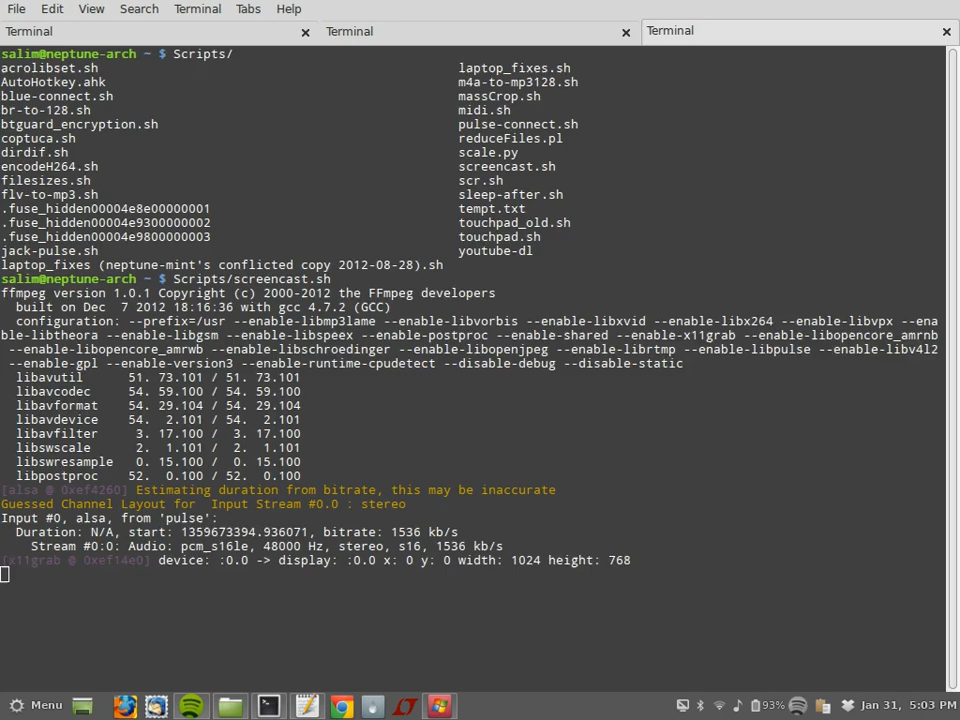 File Edit View Search Terminal Tabs Help
Terminal Terminal Terminal
salim@neptune-arch ~ $ Scripts/
acrolibset.sh laptop_fixes.sh
AutoHotkey.ahk m4a-to-mp3128.sh
blue-connect.sh massCrop.sh
br-to-128.sh midi.sh
btguard_encryption.sh pulse-connect.sh
coptuca.sh reduceFiles.pl
dirdif.sh scale.py
encodeH264.sh screencast.sh
filesizes.sh scr.sh
flv-to-mp3.sh sleep-after.sh
.fuse_hidden00004e8e00000001 tempt.txt
.fuse_hidden00004e9300000002 touchpad_old.sh
.fuse_hidden00004e9800000003 touchpad.sh
jack-pulse.sh youtube-dl
laptop_fixes (neptune-mint's conflicted copy 2012-08-28).sh
salim@neptune-arch ~ $ Scripts/screencast.sh
ffmpeg version 1.0.1 Copyright (c) 2000-2012 the FFmpeg developers
built on Dec  7 2012 18:16:36 with gcc 4.7.2 (GCC)
configuration: --prefix=/usr --enable-libmp3lame --enable-libvorbis --enable-libxvid --enable-libx264 --enable-libvpx --ena
ble-libtheora --enable-libgsm --enable-libspeex --enable-postproc --enable-shared --enable-x11grab --enable-libopencore_amrnb
--enable-libopencore_amrwb --enable-libschroedinger --enable-libopenjpeg --enable-librtmp --enable-libpulse --enable-libv4l2
--enable-gpl --enable-version3 --enable-runtime-cpudetect --disable-debug --disable-static
libavutil 51. 73.101 / 51. 73.101
libavcodec 54. 59.100 / 54. 59.100
libavformat 54. 29.104 / 54. 29.104
libavdevice 54. 2.101 / 54. 2.101
libavfilter 3. 17.100 / 3. 17.100
libswscale 2. 1.101 / 2. 1.101
libswresample 0. 15.100 / 0. 15.100
libpostproc 52. 0.100 / 52. 0.100
[alsa @ 0xef4260] Estimating duration from bitrate, this may be inaccurate
Guessed Channel Layout for  Input Stream #0.0 : stereo
Input #0, alsa, from 'pulse':
Duration: N/A, start: 1359673394.936071, bitrate: 1536 kb/s
Stream #0:0: Audio: pcm_s16le, 48000 Hz, stereo, s16, 1536 kb/s
[x11grab @ 0xef14e0] device: :0.0 -> display: :0.0 x: 0 y: 0 width: 1024 height: 768
Menu 93% Jan 31, 5:03 PM